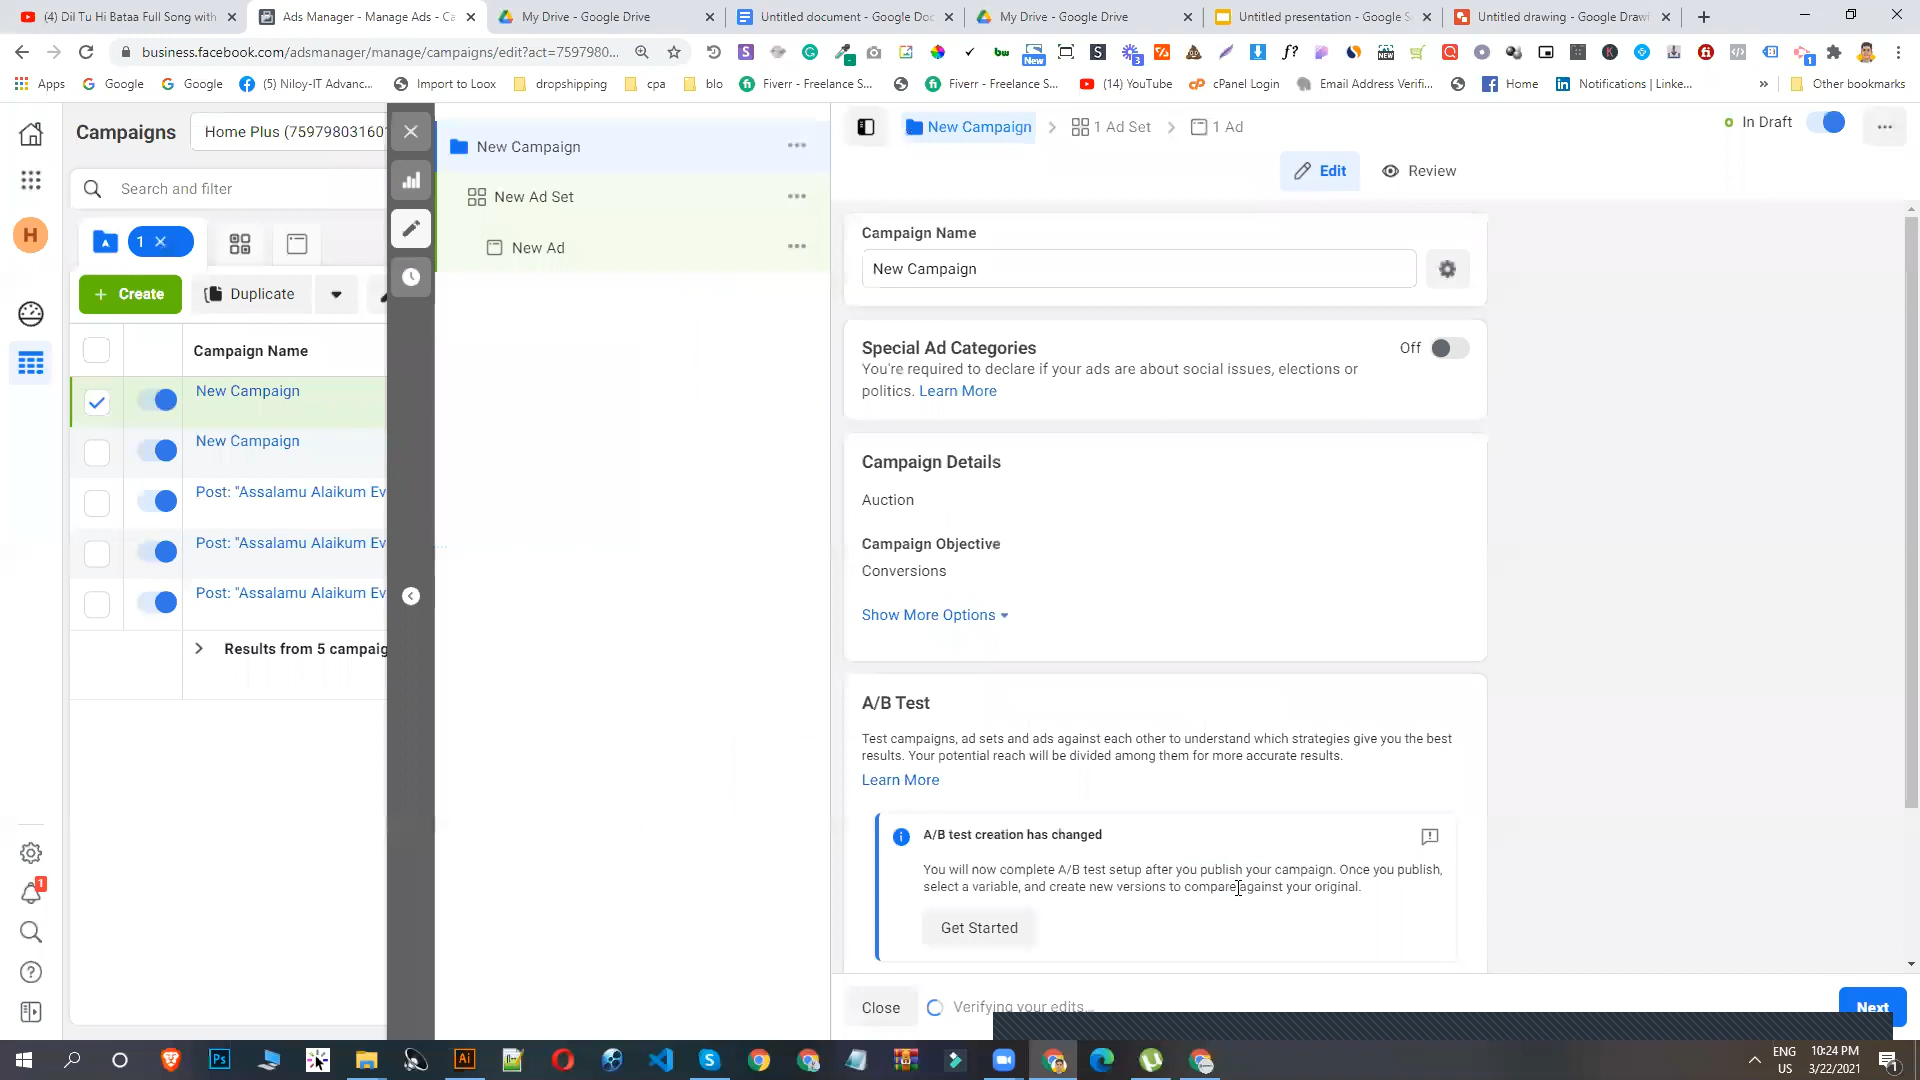 (4) Dil Tu Hi Bataa Full Song with
Ads Manager - Manage Ads - Ca
My Drive - Google Drive
Untitled document - Google Doc
My Drive - Google Drive
Untitled presentation - Google S
Untitled drawing - Google Drawi
business.facebook.com/adsmanager/manage/campaigns/edit?act=7597980...
Apps
Google
Google
(5) Niloy-IT Advanc...
Import to Loox
dropshipping
cpa
blo
Fiverr - Freelance S...
Fiverr - Freelance S...
(14) YouTube
cPanel Login
Email Address Verifi...
Home
Notifications | Linke...
Other bookmarks
Campaigns
Home Plus (759798031601
Search and filter
1
Create
Duplicate
Campaign Name
New Campaign
New Campaign
Post: "Assalamu Alaikum Ev
Post: "Assalamu Alaikum Ev
Post: "Assalamu Alaikum Ev
Results from 5 campaig
H
1
New Campaign
New Ad Set
New Ad
New Campaign
1 Ad Set
1 Ad
In Draft
Edit
Review
Campaign Name
New Campaign
Special Ad Categories
Off
You're required to declare if your ads are about social issues, elections or
politics. Learn More
Campaign Details
Auction
Campaign Objective
Conversions
Show More Options
A/B Test
Test campaigns, ad sets and ads against each other to understand which strategies give you the best
results. Your potential reach will be divided among them for more accurate results.
Learn More
A/B test creation has changed
You will now complete A/B test setup after you publish your campaign. Once you publish,
select a variable, and create new versions to compare against your original.
Get Started
Close
Verifying your edits...
Next
ENG
US
10:24 PM
3/22/2021